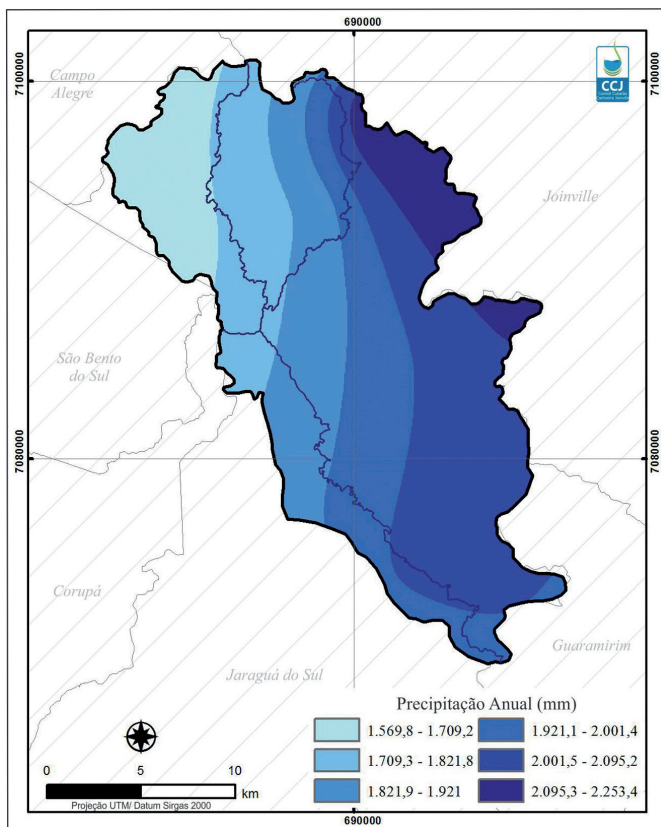 690000
7100000
7100000
Campo
Alegre
CCJ
Joinville
São Bento
do Sul
7080000
7080000
Corupá
Guaramirim
Jaraguá do Sul
Precipitação Anual (mm)
1.569,8 - 1.709,2
1.921,1 - 2.001,4
1.709,3 - 1.821,8
2.001,5 - 2.095,2
1.821,9 - 1.921
2.095,3 - 2.253,4
0 5 10
km
Projeção UTM/ Datum Sirgas 2000
690000